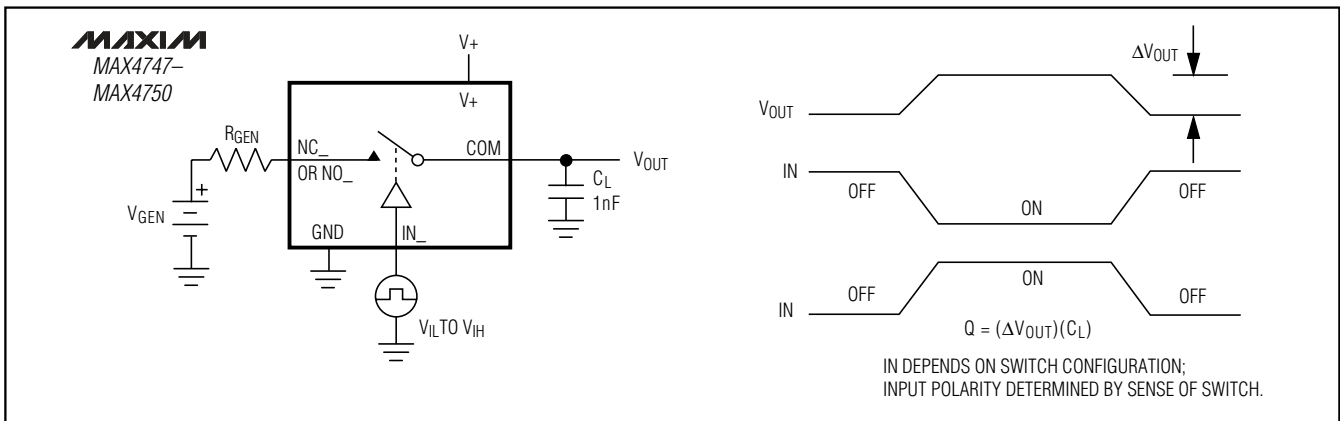 MAXIM
MAX4747–
MAX4750
V+
V+
RGEN
NC_
OR NO_
COM
VOUT
CL
1nF
VGEN
+
GND
IN_
VIL TO VIH
ΔVOUT
VOUT
IN
OFF
ON
OFF
IN
OFF
ON
OFF
Q = (ΔVOUT)(CL)
IN DEPENDS ON SWITCH CONFIGURATION;
INPUT POLARITY DETERMINED BY SENSE OF SWITCH.